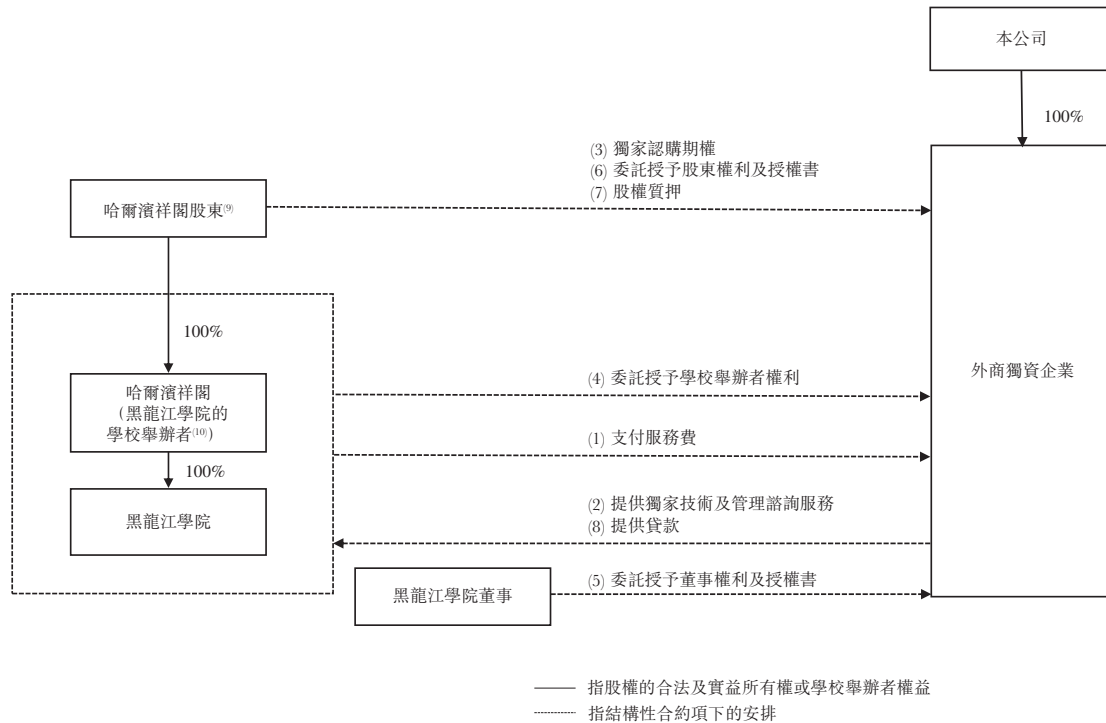 本公司
100%
(3) 獨家認購期權
(6) 委託授予股東權利及授權書
(7) 股權質押
哈爾濱祥閣股東(9)
100%
哈爾濱祥閣
（黑龍江學院的
學校舉辦者(10)）
(4) 委託授予學校舉辦者權利
外商獨資企業
(1) 支付服務費
100%
黑龍江學院
(2) 提供獨家技術及管理諮詢服務
(8) 提供貸款
黑龍江學院董事
(5) 委託授予董事權利及授權書
指股權的合法及實益所有權或學校舉辦者權益
指結構性合約項下的安排